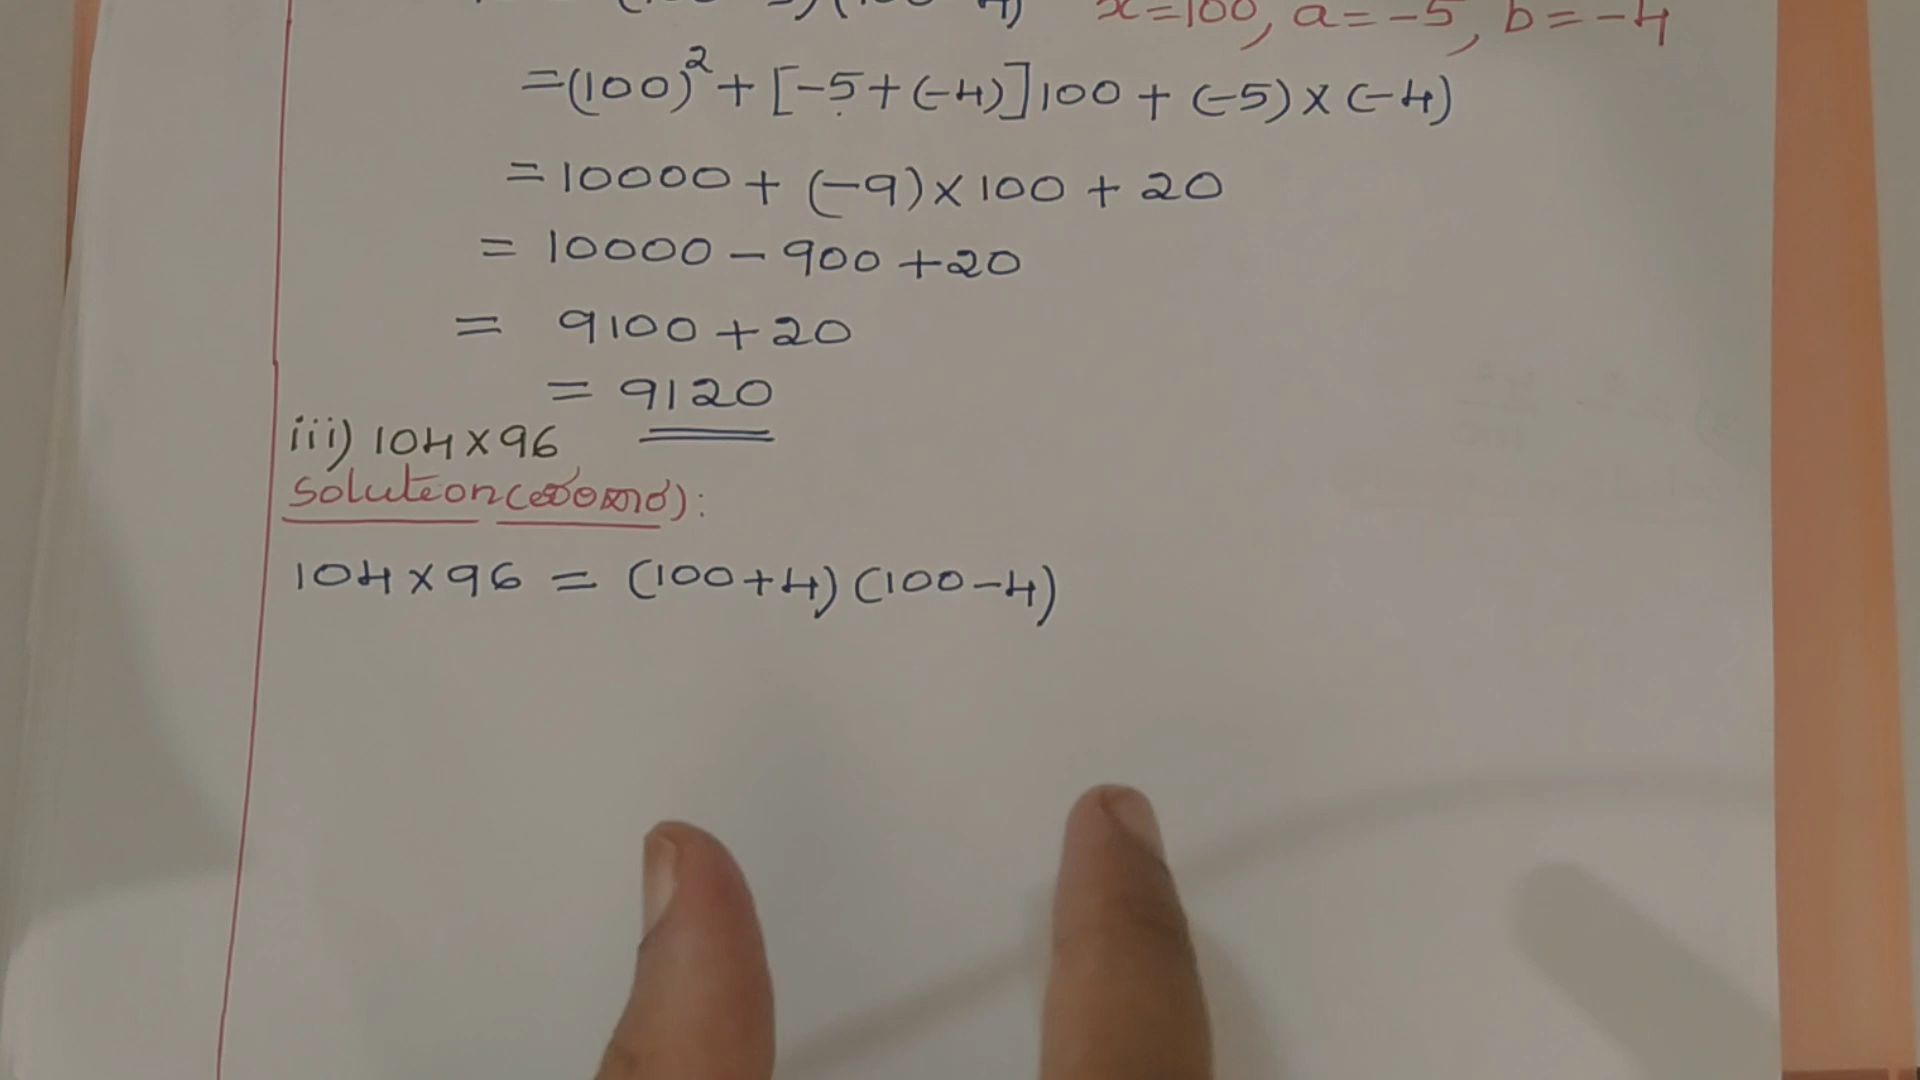 x=100, a=-5, b=-4
=(100)²+[-5+(-4)]100+(-5)×(-4)
=10000+(-9)×100+20
=10000-900+20
= 9100+20
= 9120
iii) 104×96
Solution():
104×96 = (100+4)(100-4)